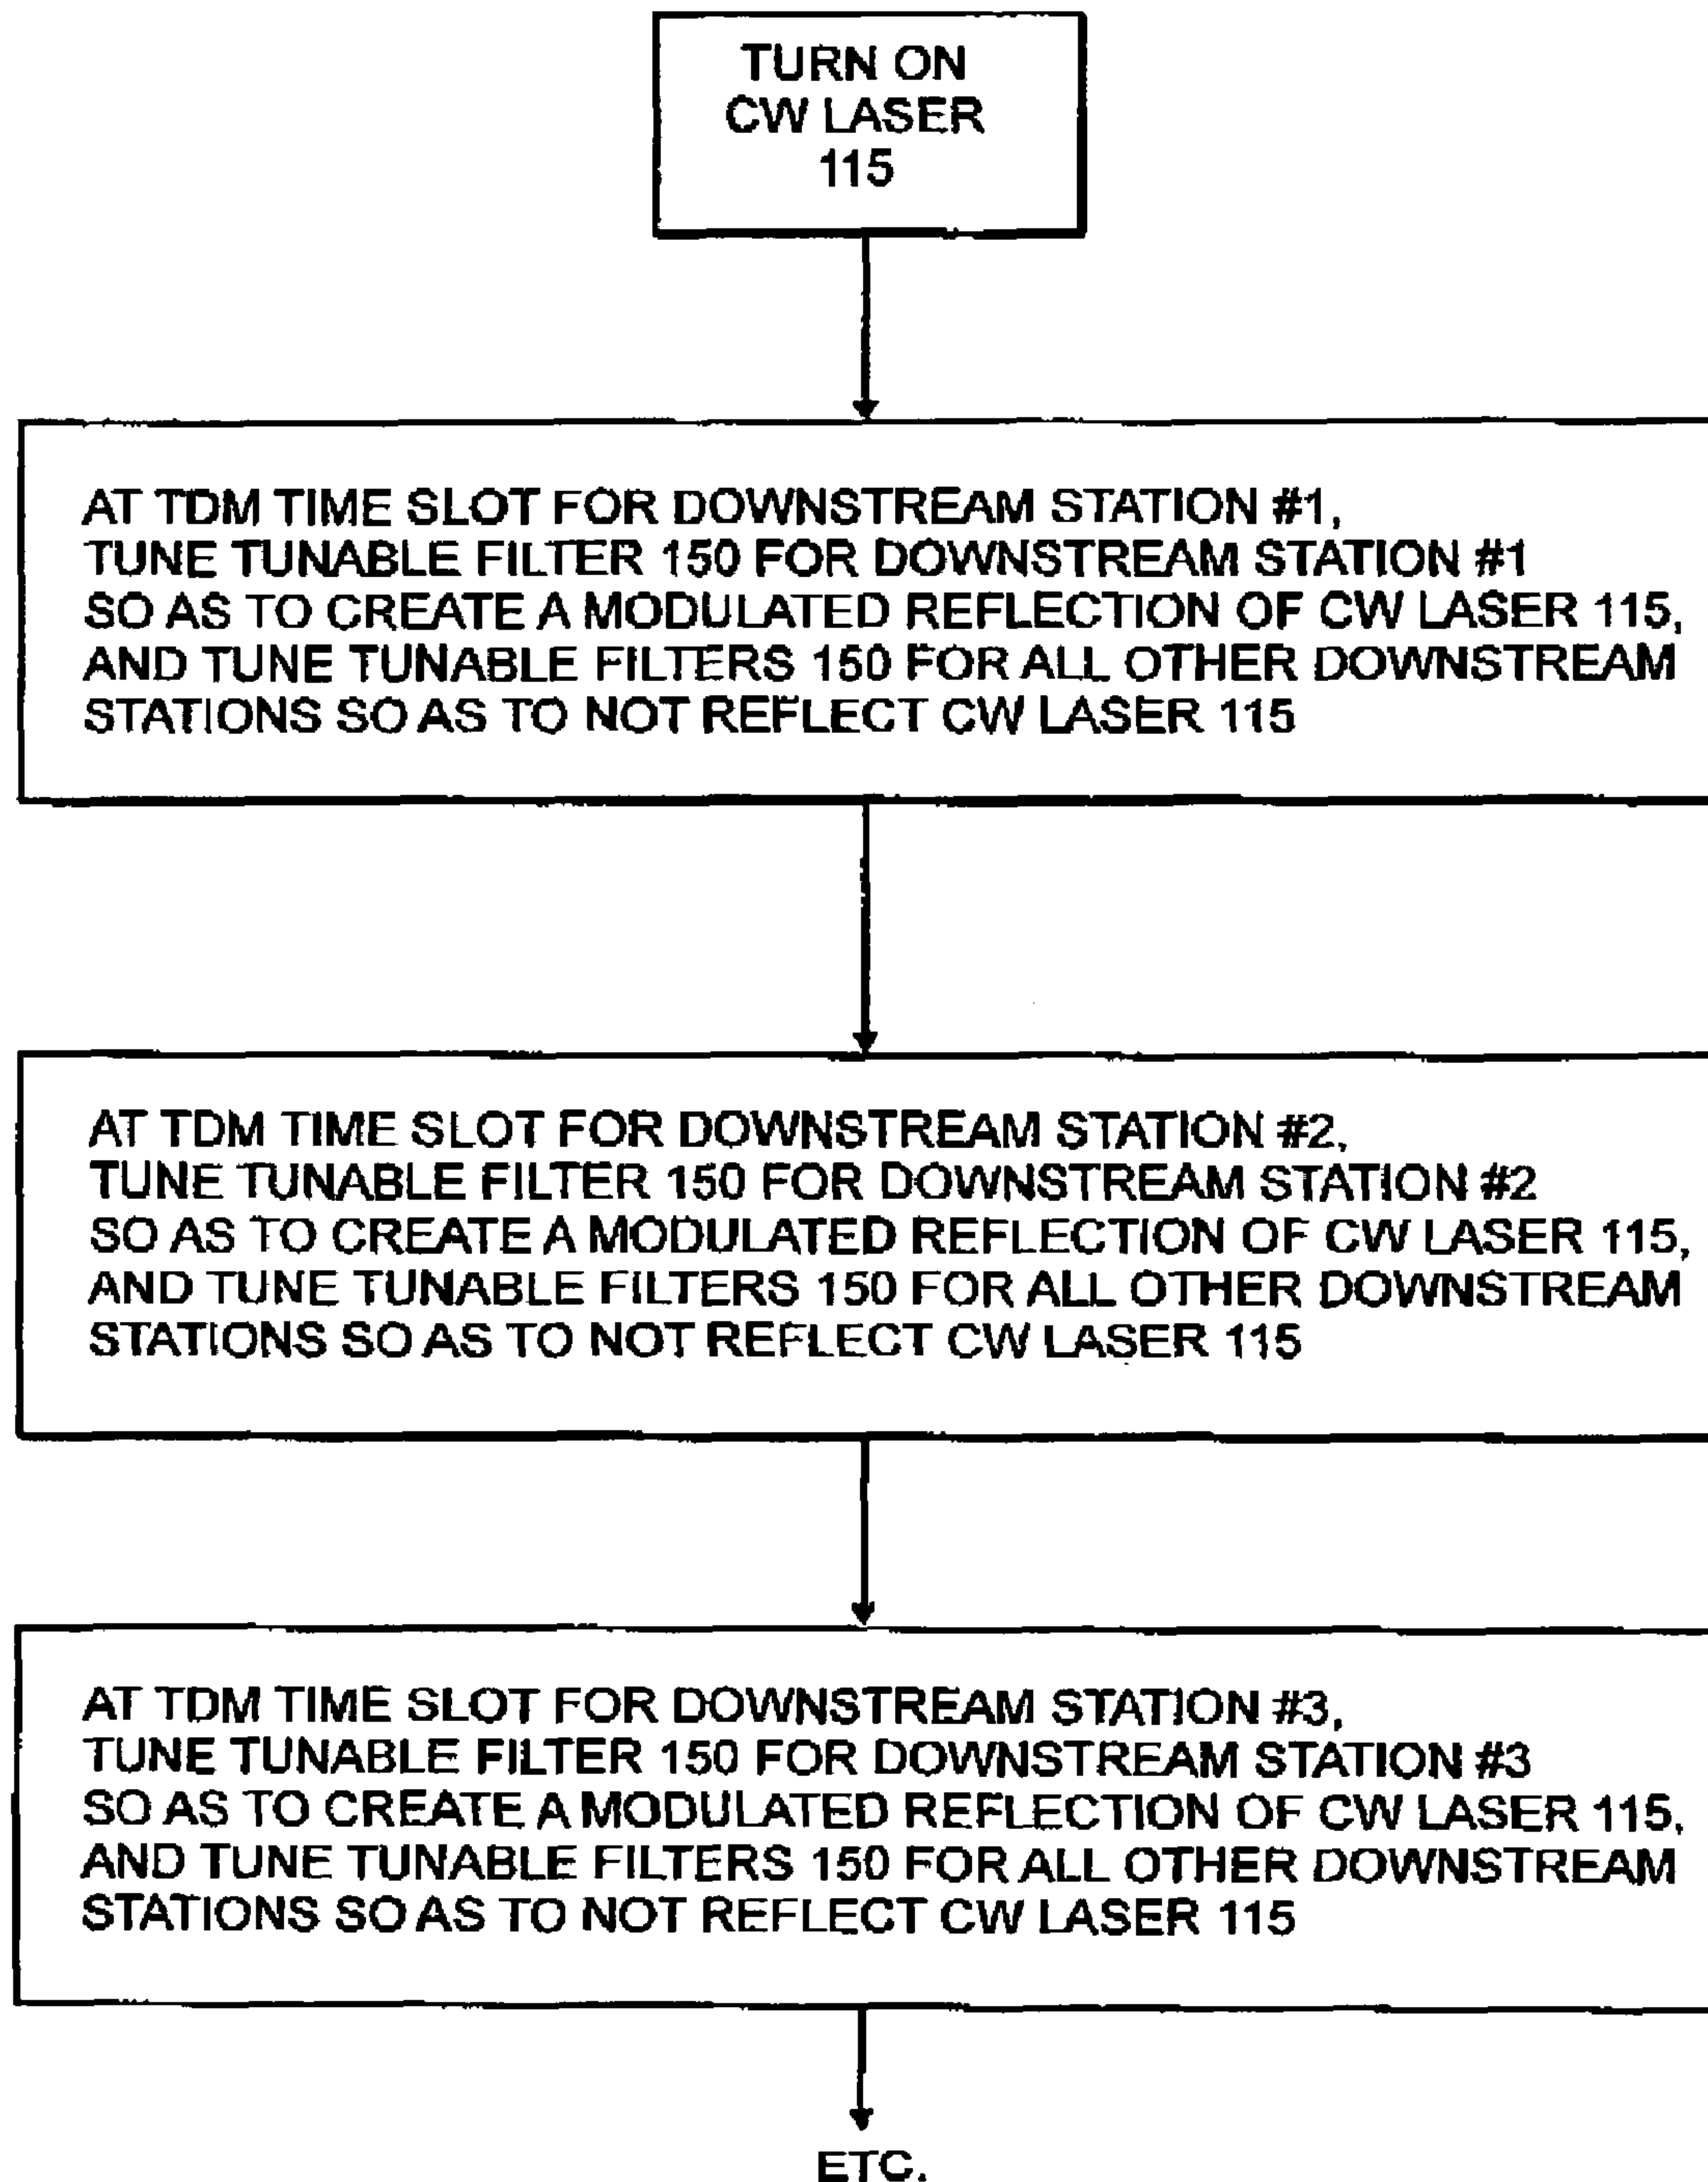 TURN ON
CW LASER
115
AT TDM TIME SLOT FOR DOWNSTREAM STATION #1,
TUNE TUNABLE FILTER 150 FOR DOWNSTREAM STATION #1
SO AS TO CREATE A MODULATED REFLECTION OF CW LASER 115,
AND TUNE TUNABLE FILTERS 150 FOR ALL OTHER DOWNSTREAM
STATIONS SO AS TO NOT REFLECT CW LASER 115
AT TDM TIME SLOT FOR DOWNSTREAM STATION #2,
TUNE TUNABLE FILTER 150 FOR DOWNSTREAM STATION #2
SO AS TO CREATE A MODULATED REFLECTION OF CW LASER 115,
AND TUNE TUNABLE FILTERS 150 FOR ALL OTHER DOWNSTREAM
STATIONS SO AS TO NOT REFLECT CW LASER 115
AT TDM TIME SLOT FOR DOWNSTREAM STATION #3,
TUNE TUNABLE FILTER 150 FOR DOWNSTREAM STATION #3
SO AS TO CREATE A MODULATED REFLECTION OF CW LASER 115,
AND TUNE TUNABLE FILTERS 150 FOR ALL OTHER DOWNSTREAM
STATIONS SO AS TO NOT REFLECT CW LASER 115
ETC.